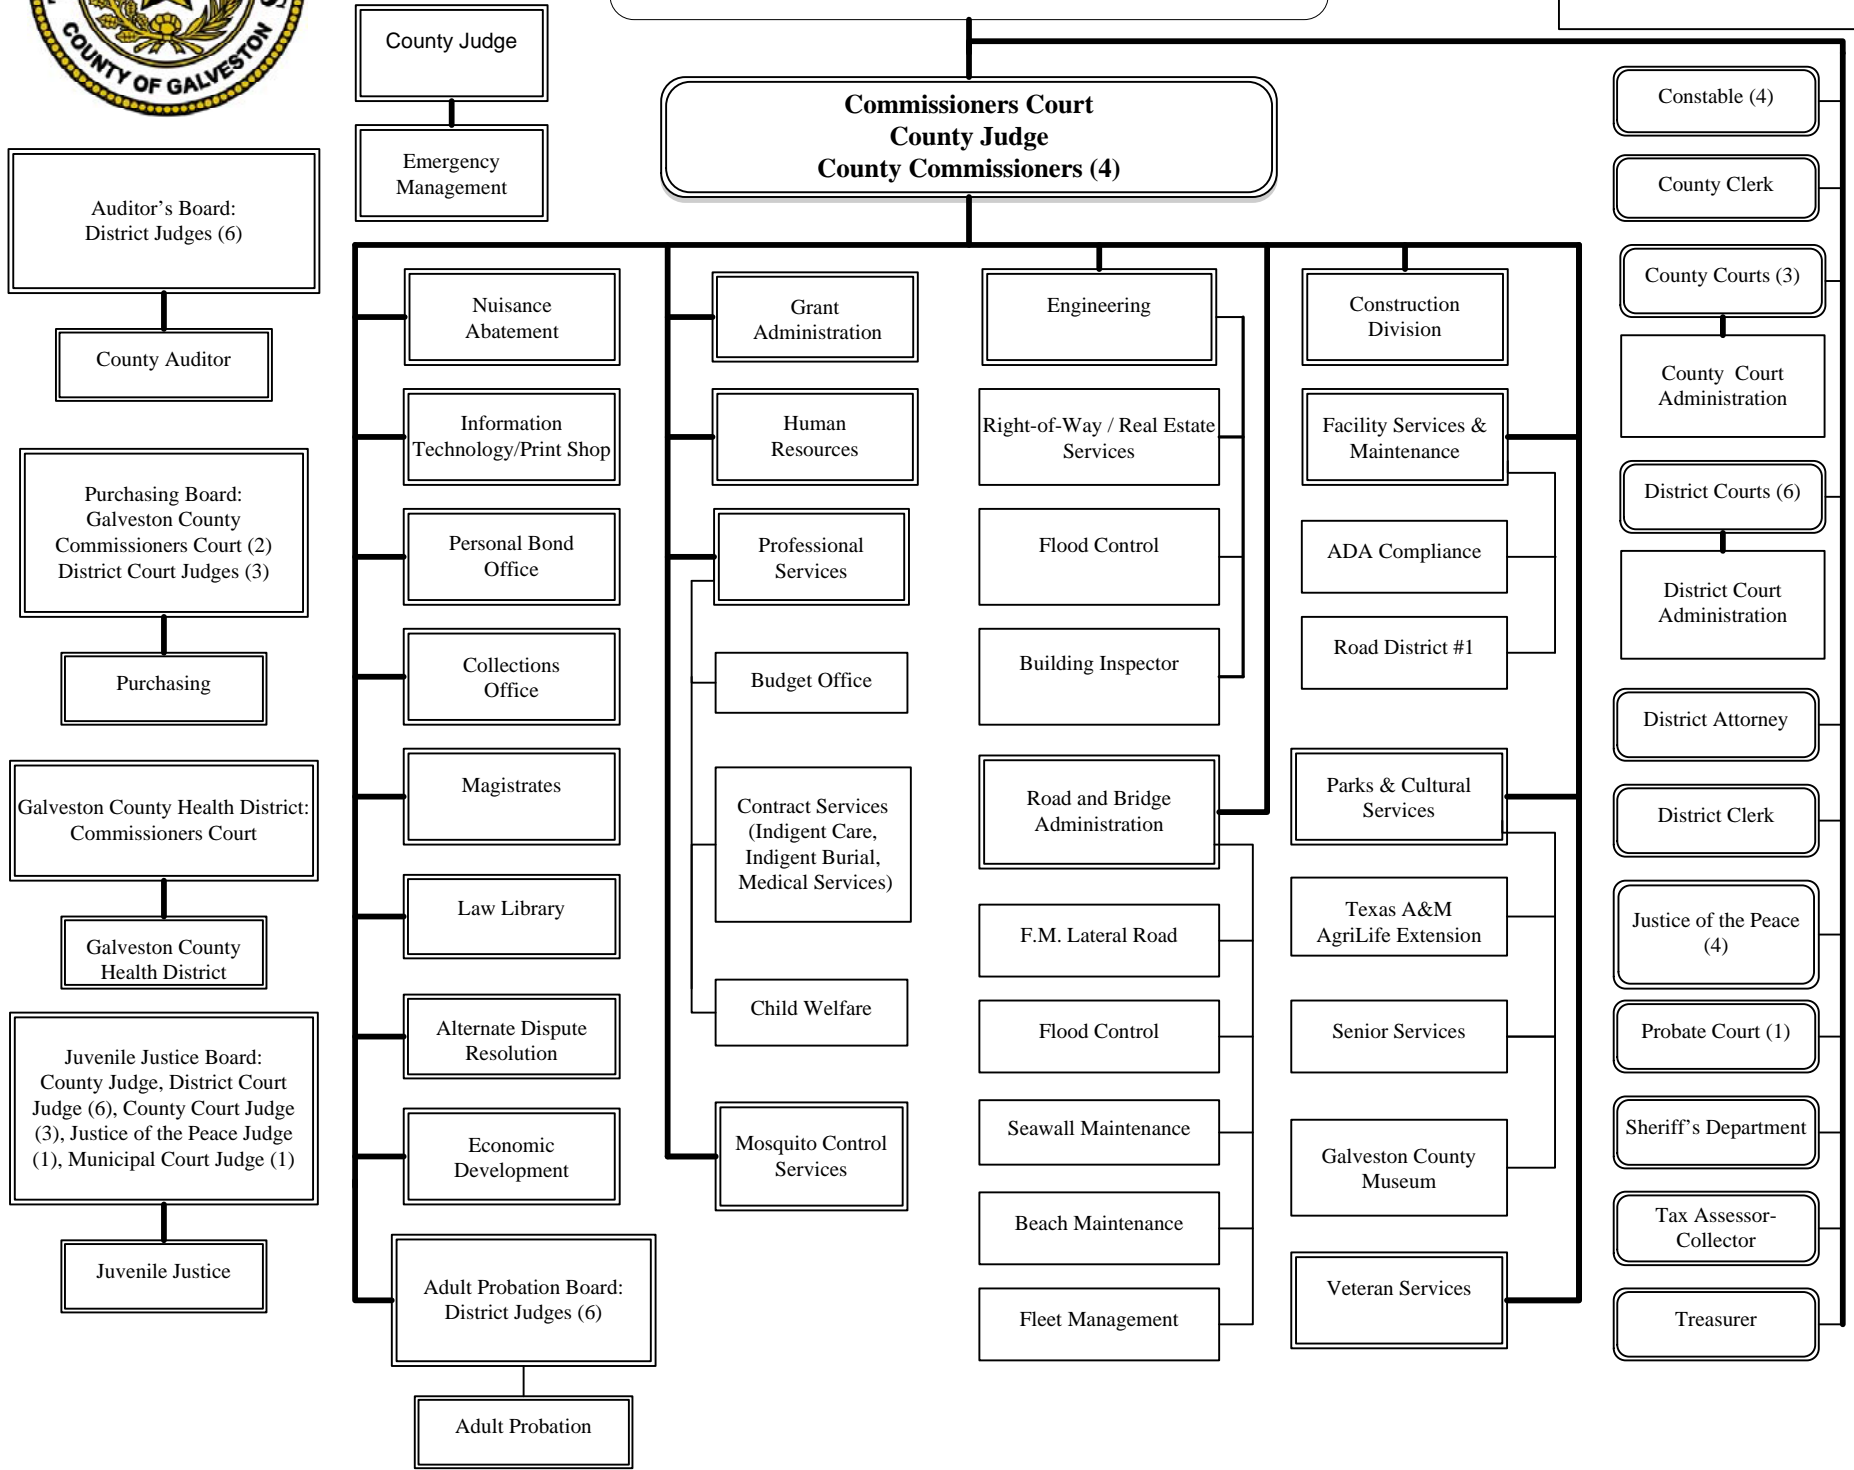 COUNTY OF GALVESTON
County Judge
Emergency
Management
Commissioners Court
County Judge
County Commissioners (4)
Auditor’s Board:
District Judges (6)
County Auditor
Purchasing Board:
Galveston County
Commissioners Court (2)
District Court Judges (3)
Purchasing
Galveston County Health District:
Commissioners Court
Galveston County
Health District
Juvenile Justice Board:
County Judge, District Court
Judge (6), County Court Judge
(3), Justice of the Peace Judge
(1), Municipal Court Judge (1)
Juvenile Justice
Nuisance
Abatement
Information
Technology/Print Shop
Personal Bond
Office
Collections
Office
Magistrates
Law Library
Alternate Dispute
Resolution
Economic
Development
Adult Probation Board:
District Judges (6)
Adult Probation
Grant
Administration
Human
Resources
Professional
Services
Budget Office
Contract Services
(Indigent Care,
Indigent Burial,
Medical Services)
Child Welfare
Mosquito Control
Services
Engineering
Right-of-Way / Real Estate
Services
Flood Control
Building Inspector
Road and Bridge
Administration
F.M. Lateral Road
Flood Control
Seawall Maintenance
Beach Maintenance
Fleet Management
Construction
Division
Facility Services &
Maintenance
ADA Compliance
Road District #1
Parks & Cultural
Services
Texas A&M
AgriLife Extension
Senior Services
Galveston County
Museum
Veteran Services
Constable (4)
County Clerk
County Courts (3)
County Court
Administration
District Courts (6)
District Court
Administration
District Attorney
District Clerk
Justice of the Peace
(4)
Probate Court (1)
Sheriff’s Department
Tax Assessor-
Collector
Treasurer